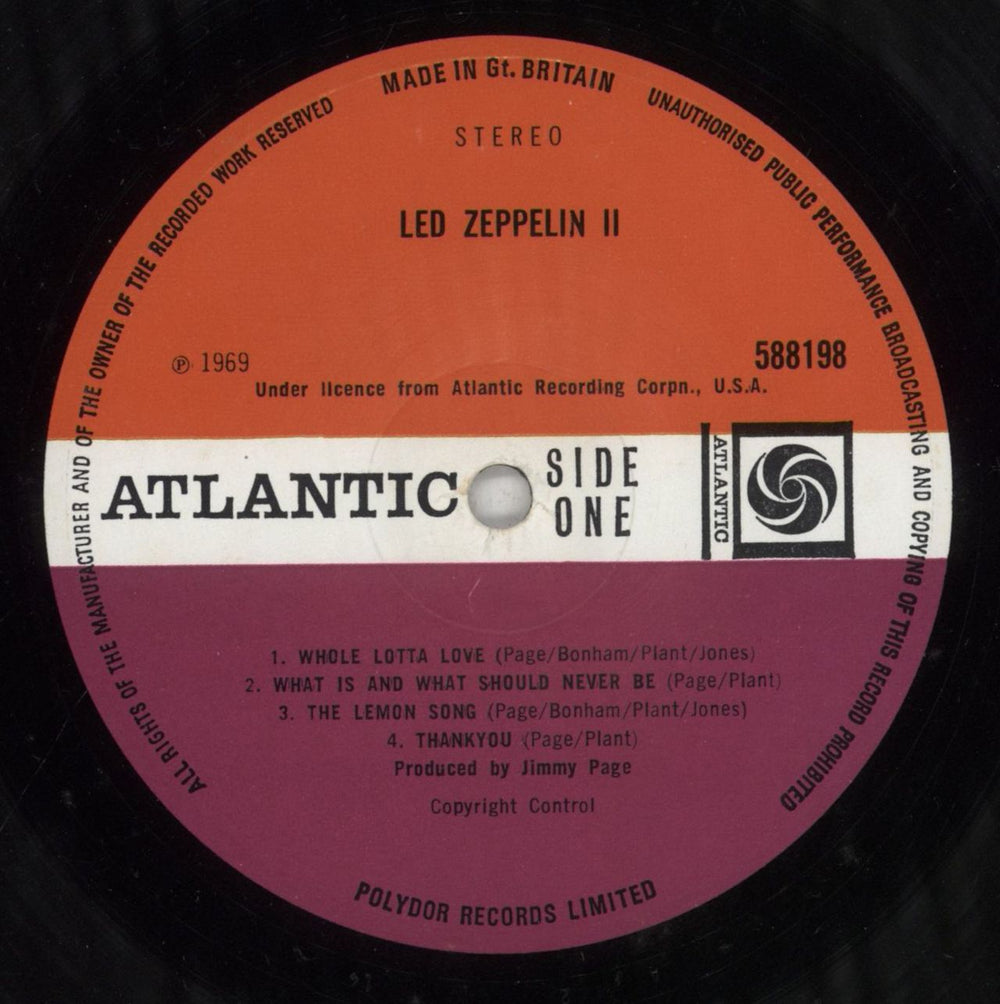 MADE IN Gt. BRITAIN
UNAUTHORISED PUBLIC PERFORMANCE BROADCASTING AND COPYING OF THIS RECORD PROHIBITED
ALL RIGHTS OF THE MANUFACTURER AND OF THE OWNER OF THE RECORDED WORK RESERVED
STEREO
LED ZEPPELIN II
℗ 1969
588198
Under licence from Atlantic Recording Corpn., U.S.A.
ATLANTIC
SIDE
ONE
ATLANTIC
1. WHOLE LOTTA LOVE (Page/Bonham/Plant/Jones)
2. WHAT IS AND WHAT SHOULD NEVER BE (Page/Plant)
3. THE LEMON SONG (Page/Bonham/Plant/Jones)
4. THANKYOU (Page/Plant)
Produced by Jimmy Page
Copyright Control
POLYDOR RECORDS LIMITED